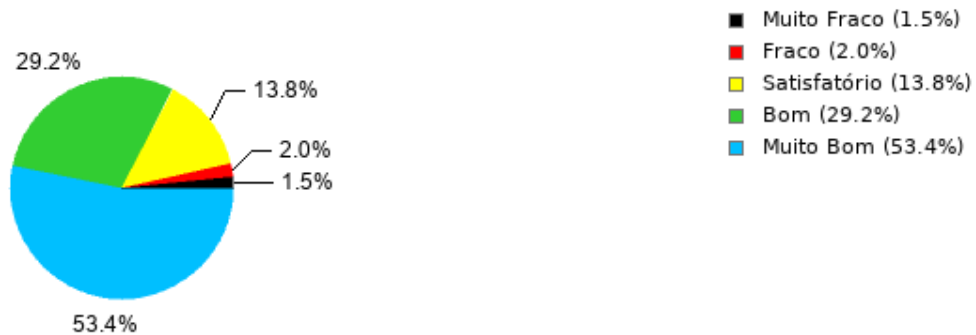 29.2%
13.8%
2.0%
1.5%
53.4%
Muito Fraco (1.5%)
Fraco (2.0%)
Satisfatório (13.8%)
Bom (29.2%)
Muito Bom (53.4%)